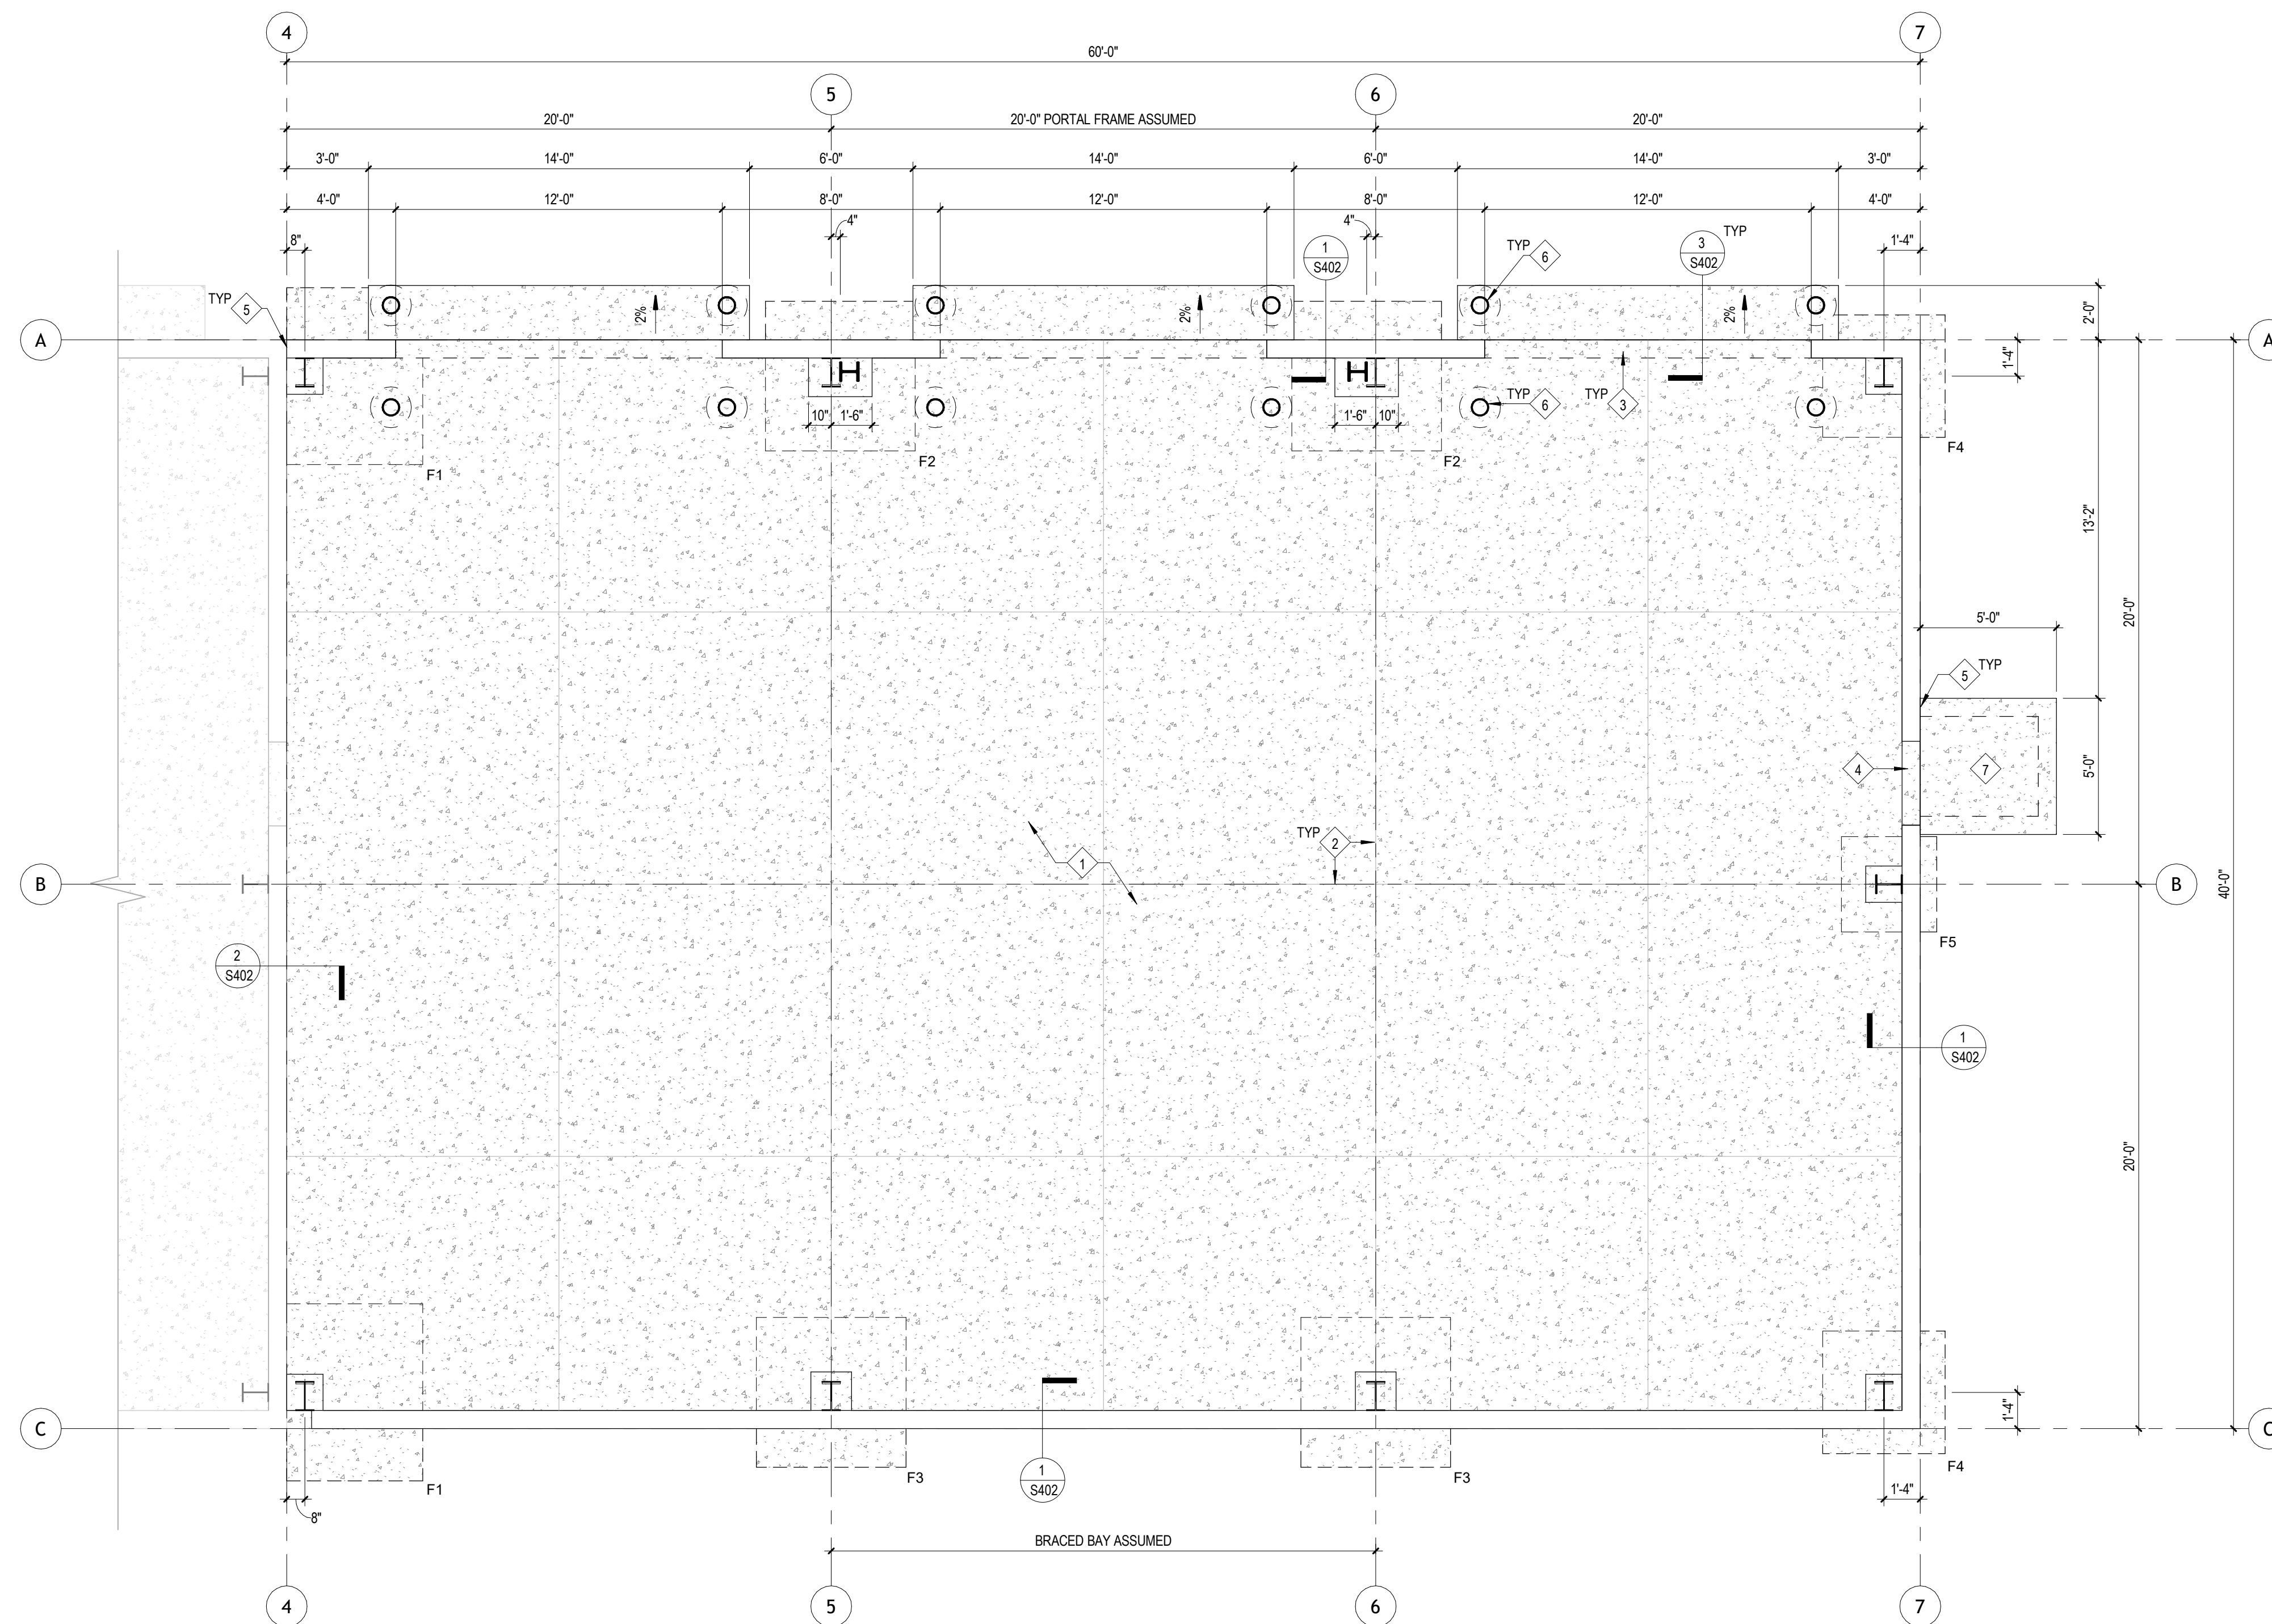 4
7
60'-0"
5
6
20'-0"
20'-0" PORTAL FRAME ASSUMED
20'-0"
3'-0"
14'-0"
6'-0"
14'-0"
6'-0"
14'-0"
3'-0"
4'-0"
12'-0"
8'-0"
12'-0"
8'-0"
12'-0"
4'-0"
8"
4"
4"
1
S402
TYP
6
3
S402
TYP
1'-4"
TYP
5
2%
2%
2%
2'-0"
A
A
1'-4"
10"
1'-6"
1'-6"
10"
6
TYP
3
F1
F2
F2
F4
13'-2"
20'-0"
5'-0"
5
TYP
4
7
5'-0"
TYP
2
1
B
B
40'-0"
F5
2
S402
1
S402
20'-0"
1'-4"
C
C
F1
F3
1
S402
F3
F4
8"
1'-4"
BRACED BAY ASSUMED
4
5
6
7